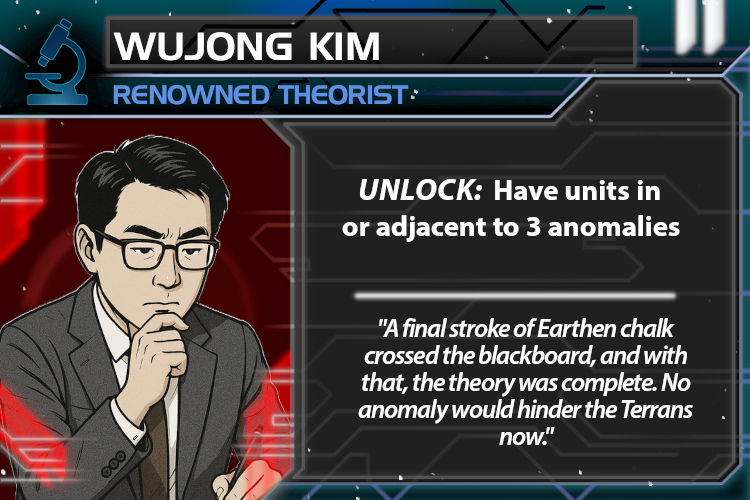 WUJONG KIM
RENOWNED THEORIST
UNLOCK: Have units in
or adjacent to 3 anomalies
"A final stroke of Earthen chalk
crossed the blackboard, and with
that, the theory was complete. No
anomaly would hinder the Terrans
now."